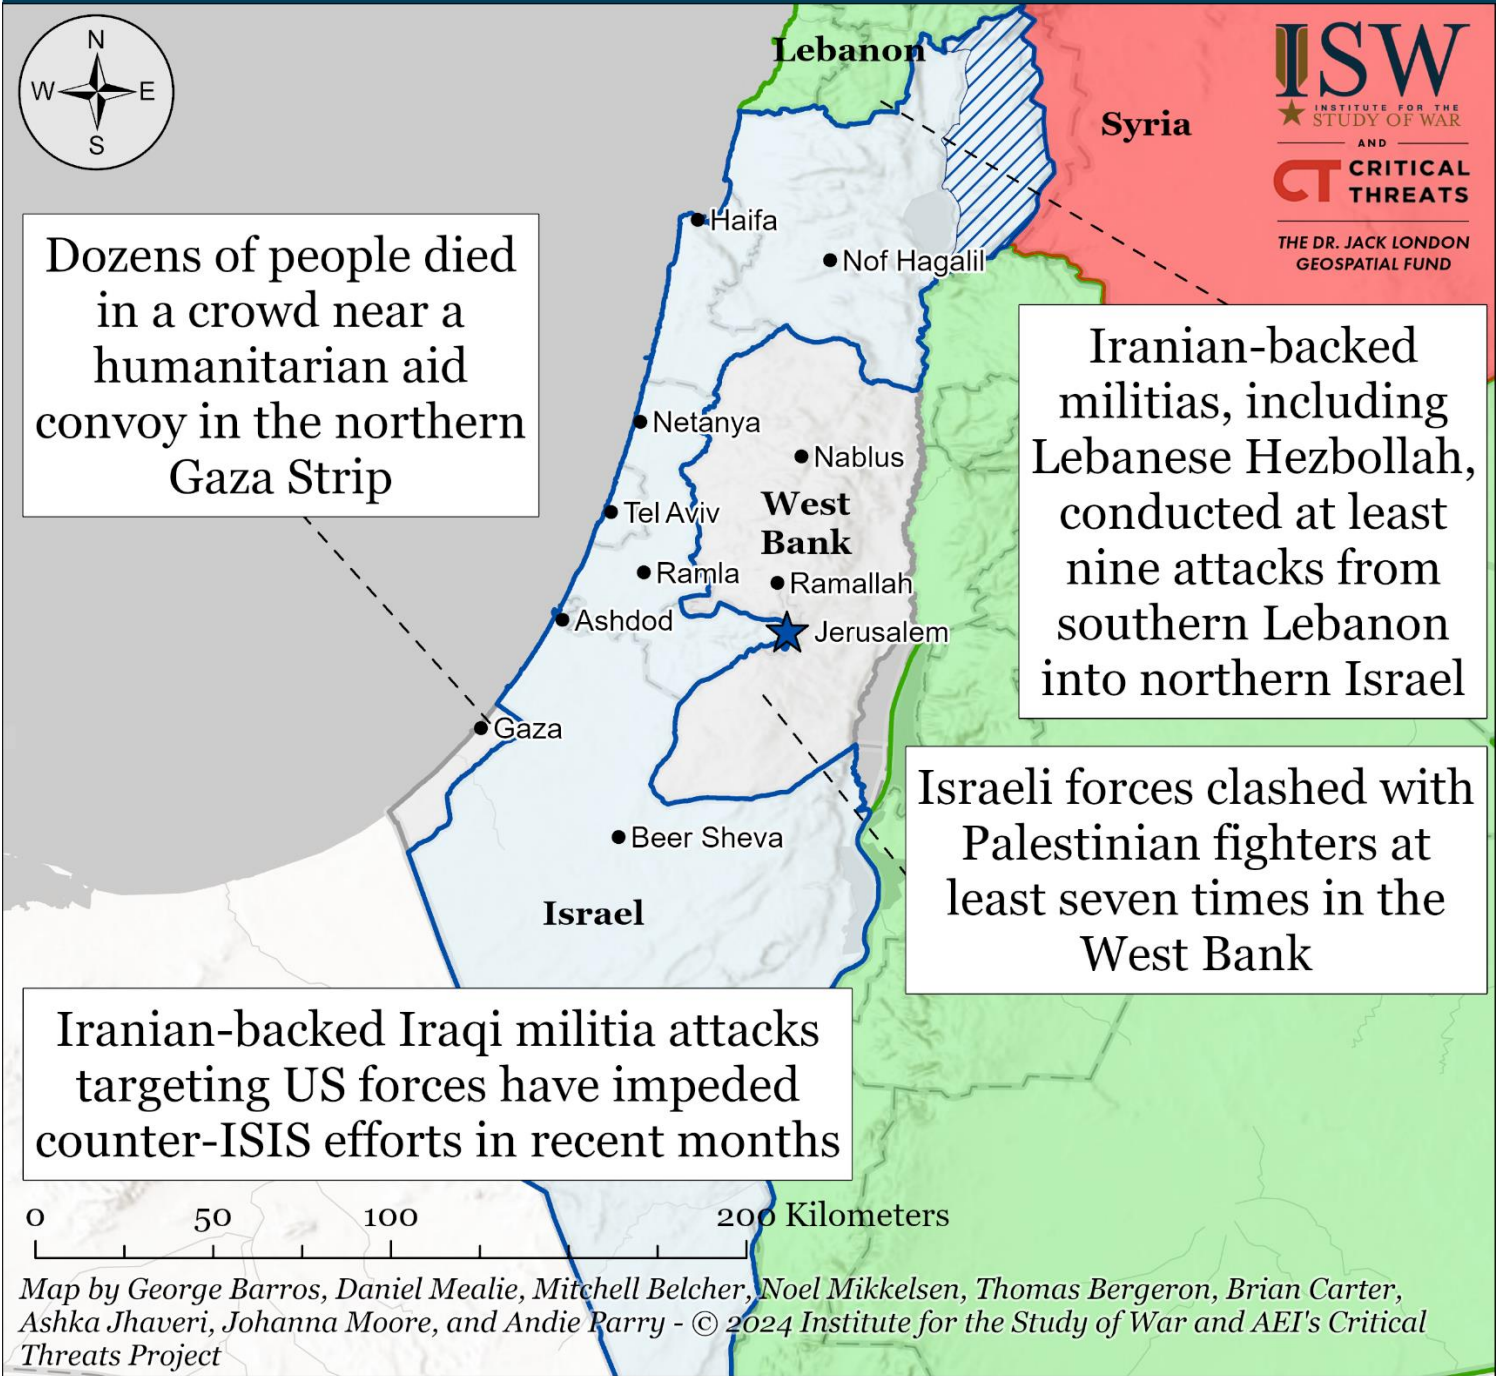 N
W
E
S
Lebanon
Syria
ISW
INSTITUTE FOR THE
STUDY OF WAR
AND
CT CRITICAL
THREATS
THE DR. JACK LONDON
GEOSPATIAL FUND
Dozens of people died
in a crowd near a
humanitarian aid
convoy in the northern
Gaza Strip
Haifa
Nof Hagalil
Iranian-backed
militias, including
Lebanese Hezbollah,
conducted at least
nine attacks from
southern Lebanon
into northern Israel
Netanya
Nablus
West
Bank
Tel Aviv
Ramla
Ramallah
Ashdod
Jerusalem
Gaza
Israeli forces clashed with
Palestinian fighters at
least seven times in the
West Bank
Beer Sheva
Israel
Iranian-backed Iraqi militia attacks
targeting US forces have impeded
counter-ISIS efforts in recent months
0 50 100 200 Kilometers
Map by George Barros, Daniel Mealie, Mitchell Belcher, Noel Mikkelsen, Thomas Bergeron, Brian Carter,
Ashka Jhaveri, Johanna Moore, and Andie Parry - © 2024 Institute for the Study of War and AEI's Critical
Threats Project